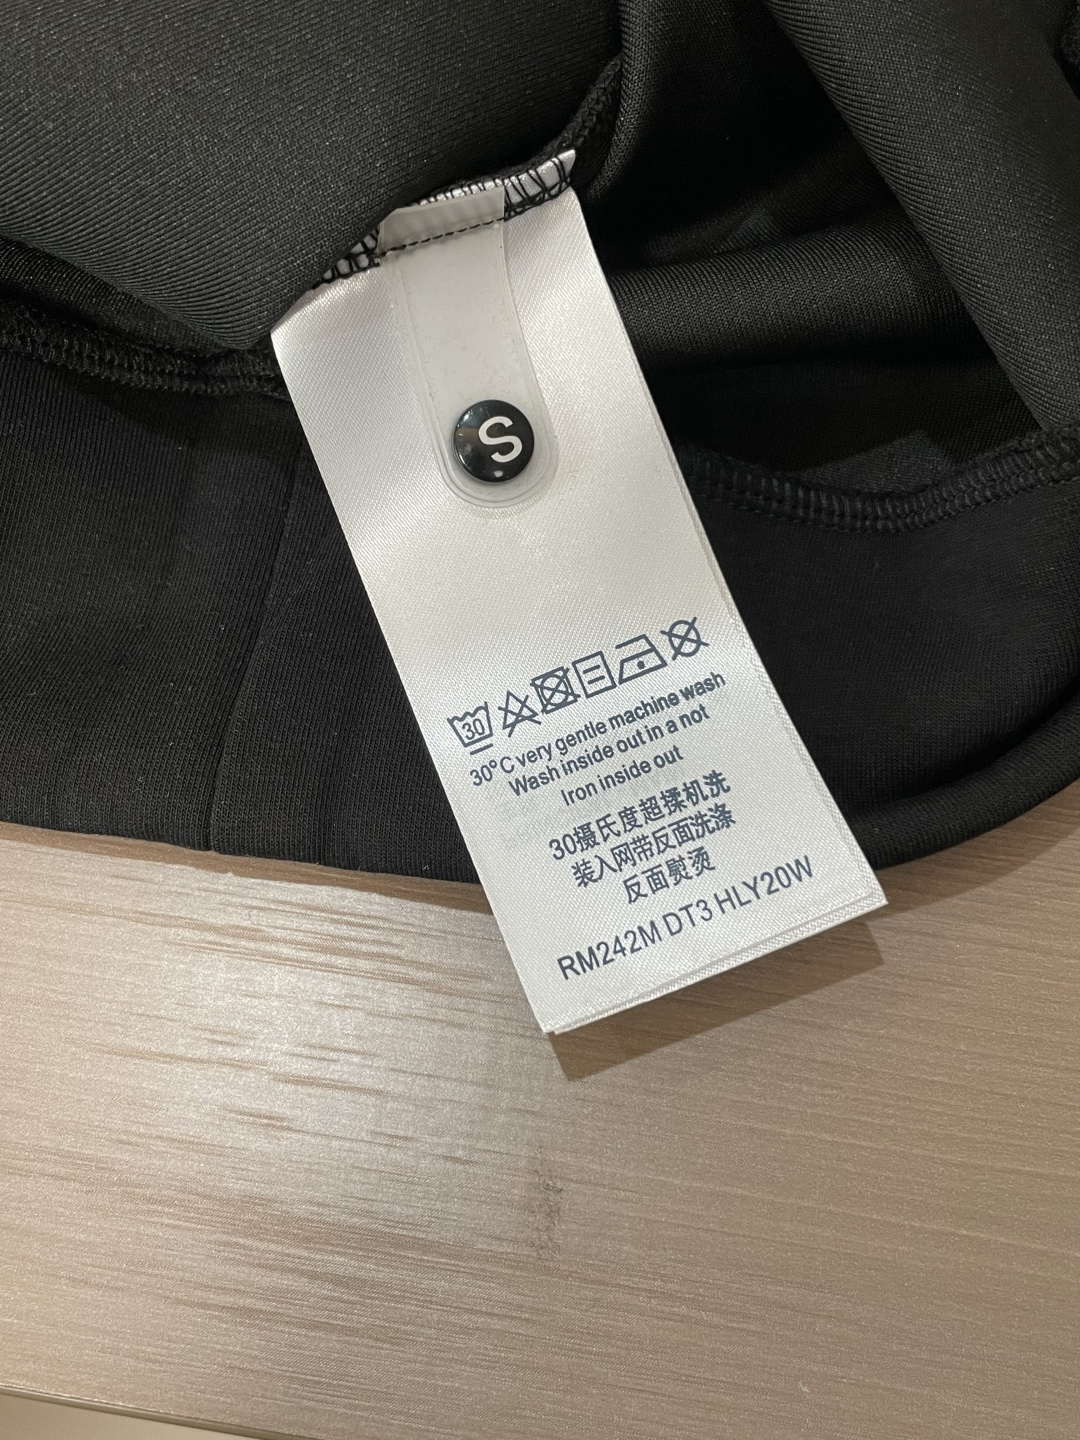 S
30
30°C very gentle machine wash
Wash inside out in a not
Iron inside out
30摄氏度超揉机洗
装入网带反面洗涤
反面熨烫
RM242M DT3 HLY20W